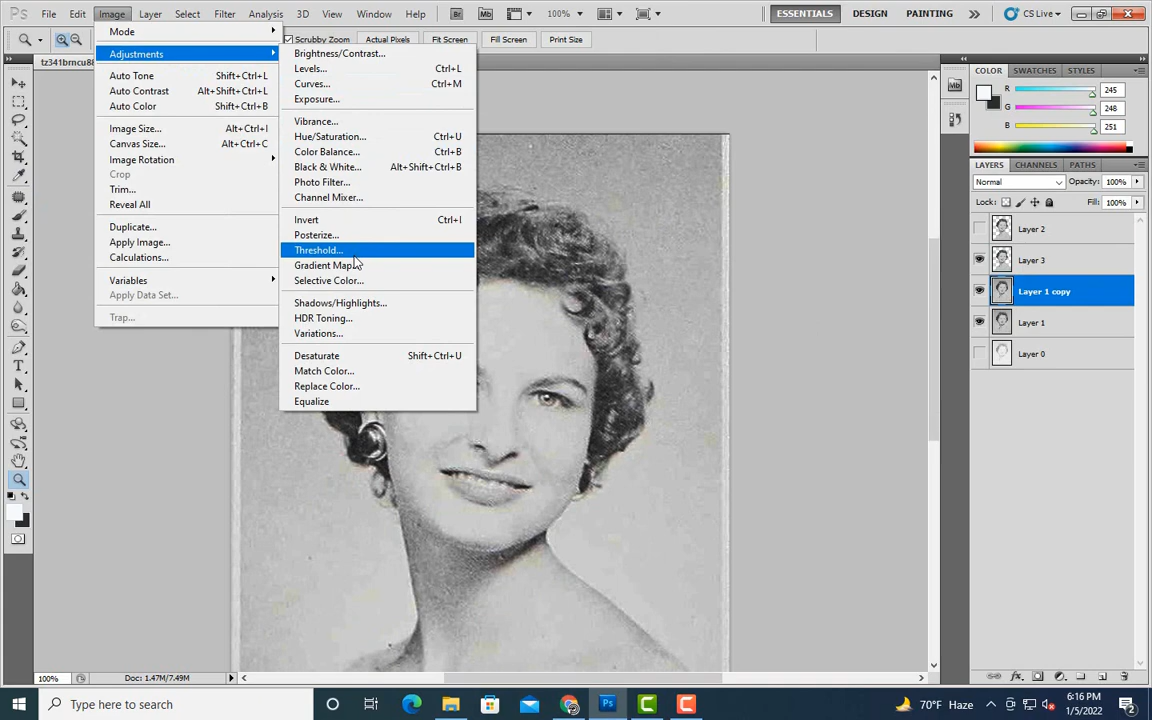 Ps File Edit Image Layer Select Filter Analysis 3D View Window Help Br Mb 100% ESSENTIALS DESIGN PAINTING CS Live
Scrubby Zoom Actual Pixels Fit Screen Fill Screen Print Size
tz341brncu8
Mode
Adjustments
Auto Tone Shift+Ctrl+L
Auto Contrast Alt+Shift+Ctrl+L
Auto Color Shift+Ctrl+B
Image Size... Alt+Ctrl+I
Canvas Size... Alt+Ctrl+C
Image Rotation
Crop
Trim...
Reveal All
Duplicate...
Apply Image...
Calculations...
Variables
Apply Data Set...
Trap...
Brightness/Contrast...
Levels... Ctrl+L
Curves... Ctrl+M
Exposure...
Vibrance...
Hue/Saturation... Ctrl+U
Color Balance... Ctrl+B
Black & White... Alt+Shift+Ctrl+B
Photo Filter...
Channel Mixer...
Invert Ctrl+I
Posterize...
Threshold...
Gradient Map...
Selective Color...
Shadows/Highlights...
HDR Toning...
Variations...
Desaturate Shift+Ctrl+U
Match Color...
Replace Color...
Equalize
COLOR SWATCHES STYLES
R 245
G 248
B 251
LAYERS CHANNELS PATHS
Normal Opacity: 100%
Lock: Fill: 100%
Layer 2
Layer 3
Layer 1 copy
Layer 1
Layer 0
100% Doc: 1.47M/7.49M
Type here to search
Ps
70°F Haze
6:16 PM
1/5/2022
2